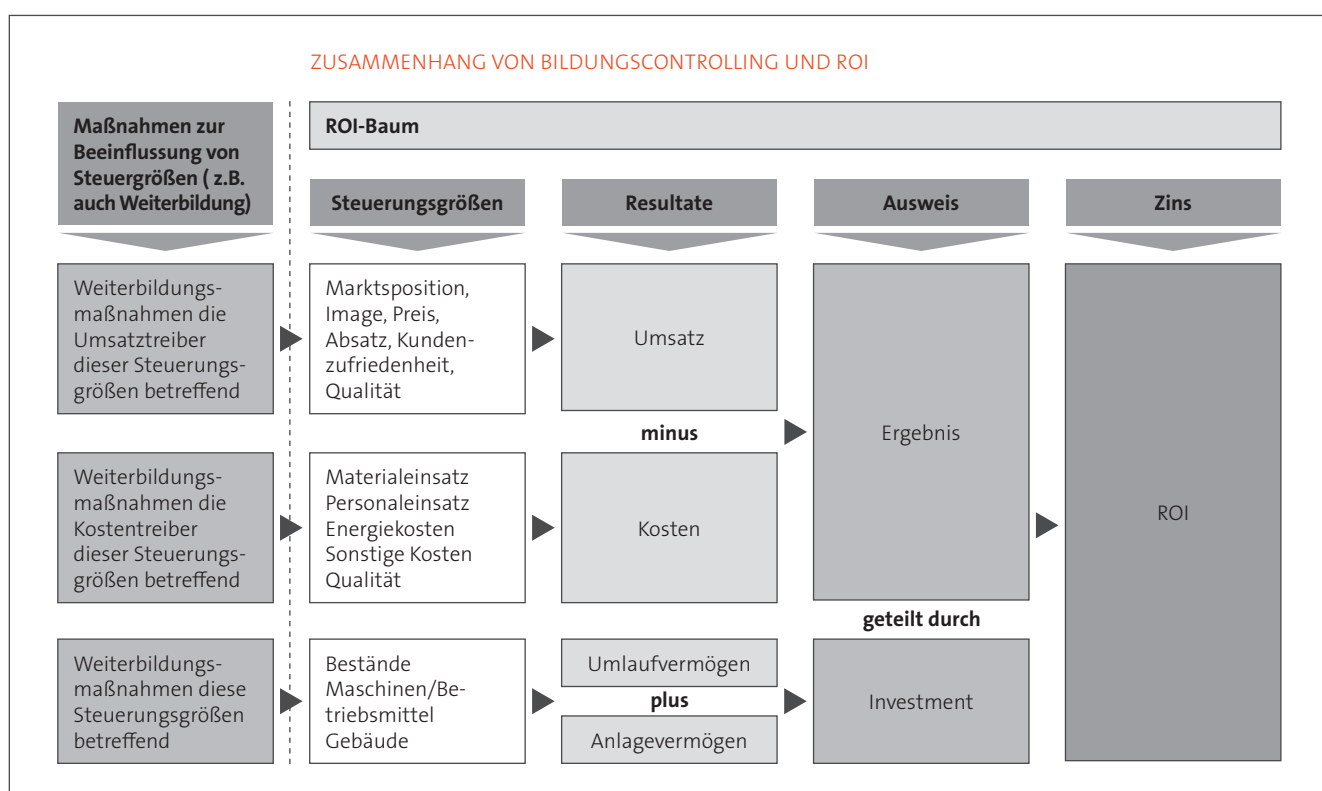 ZUSAMMENHANG VON BILDUNGSCONTROLLING UND ROI
Maßnahmen zur
Beeinflussung von
Steuergrößen ( z.B.
auch Weiterbildung)
ROI-Baum
Steuerungsgrößen
Resultate
Ausweis
Zins
Weiterbildungs-
maßnahmen die
Umsatztreiber
dieser Steuerungs-
größen betreffend
Marktsposition,
Image, Preis,
Absatz, Kunden-
zufriedenheit,
Qualität
Umsatz
minus
Ergebnis
Weiterbildungs-
maßnahmen die
Kostentreiber
dieser Steuerungs-
größen betreffend
Materialeinsatz
Personaleinsatz
Energiekosten
Sonstige Kosten
Qualität
Kosten
ROI
geteilt durch
Weiterbildungs-
maßnahmen diese
Steuerungsgrößen
betreffend
Bestände
Maschinen/Be-
triebsmittel
Gebäude
Umlaufvermögen
plus
Anlagevermögen
Investment